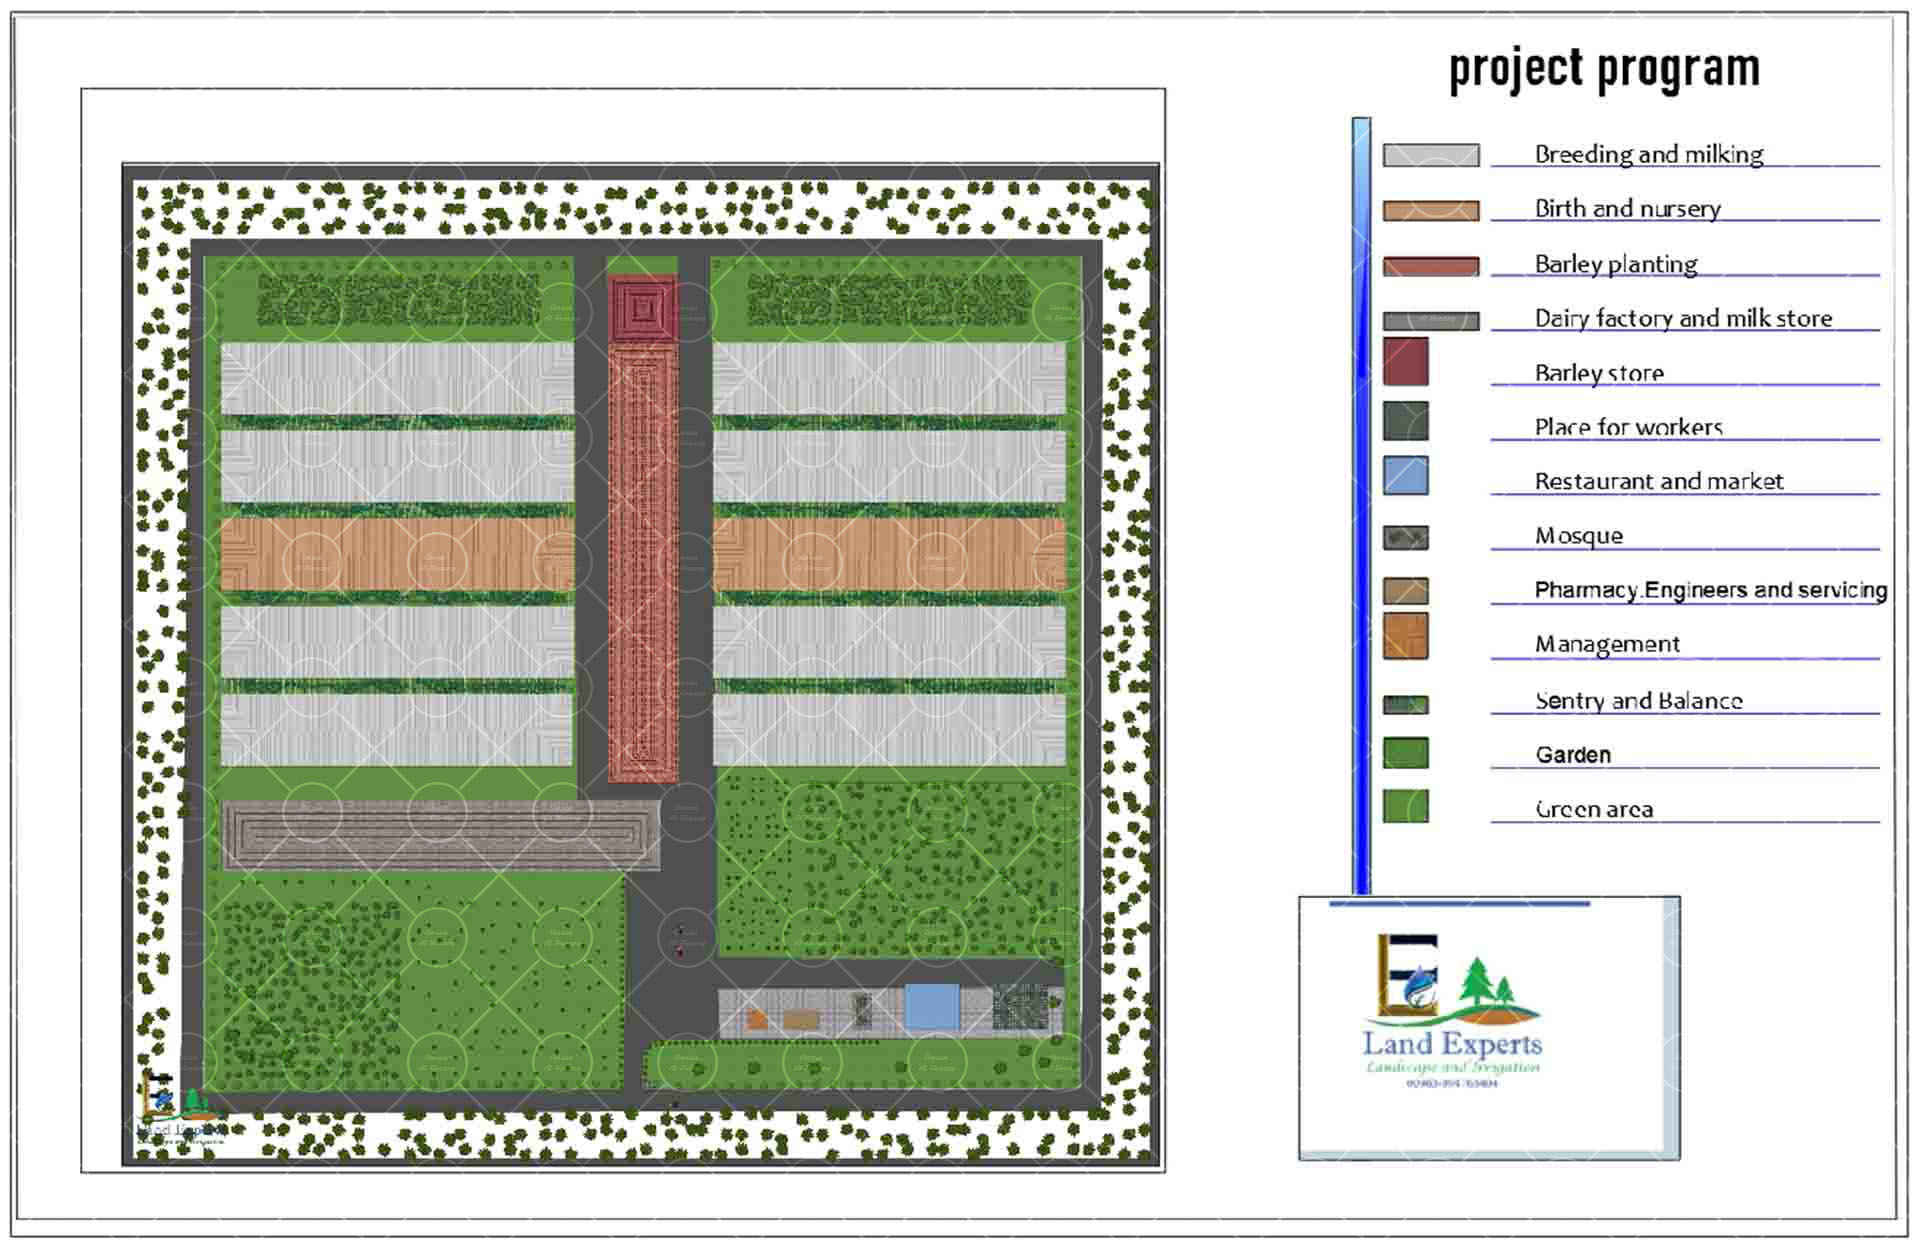 project program
Breeding and milking
Birth and nursery
Barley planting
Dairy factory and milk store
Barley store
Place for workers
Restaurant and market
Mosque
Pharmacy.Engineers and servicing
Management
Sentry and Balance
Garden
Green area
Land Experts
Landscape and Irrigation